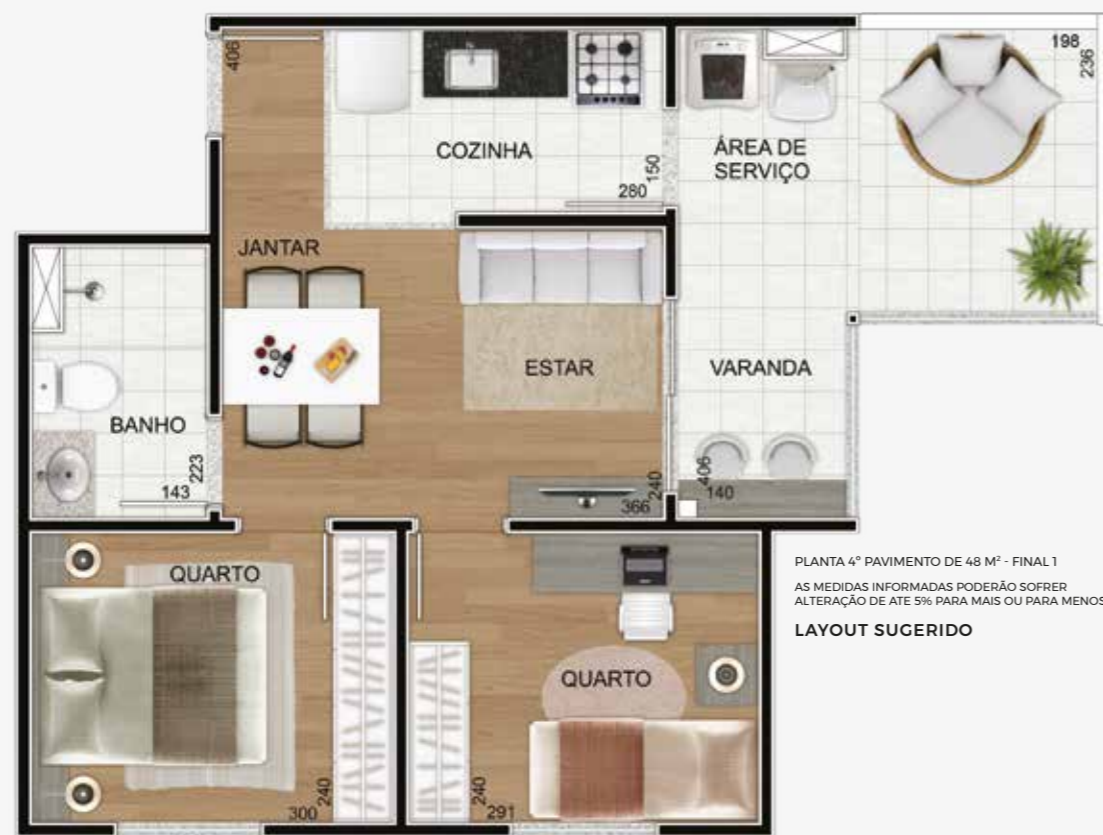 406
198
236
COZINHA
ÁREA DE
SERVIÇO
150
280
JANTAR
ESTAR
VARANDA
BANHO
223
143
240
366
406
140
QUARTO
240
300
QUARTO
240
291
PLANTA 4º PAVIMENTO DE 48 M² - FINAL 1
AS MEDIDAS INFORMADAS PODERÃO SOFRER
ALTERAÇÃO DE ATE 5% PARA MAIS OU PARA MENOS
LAYOUT SUGERIDO